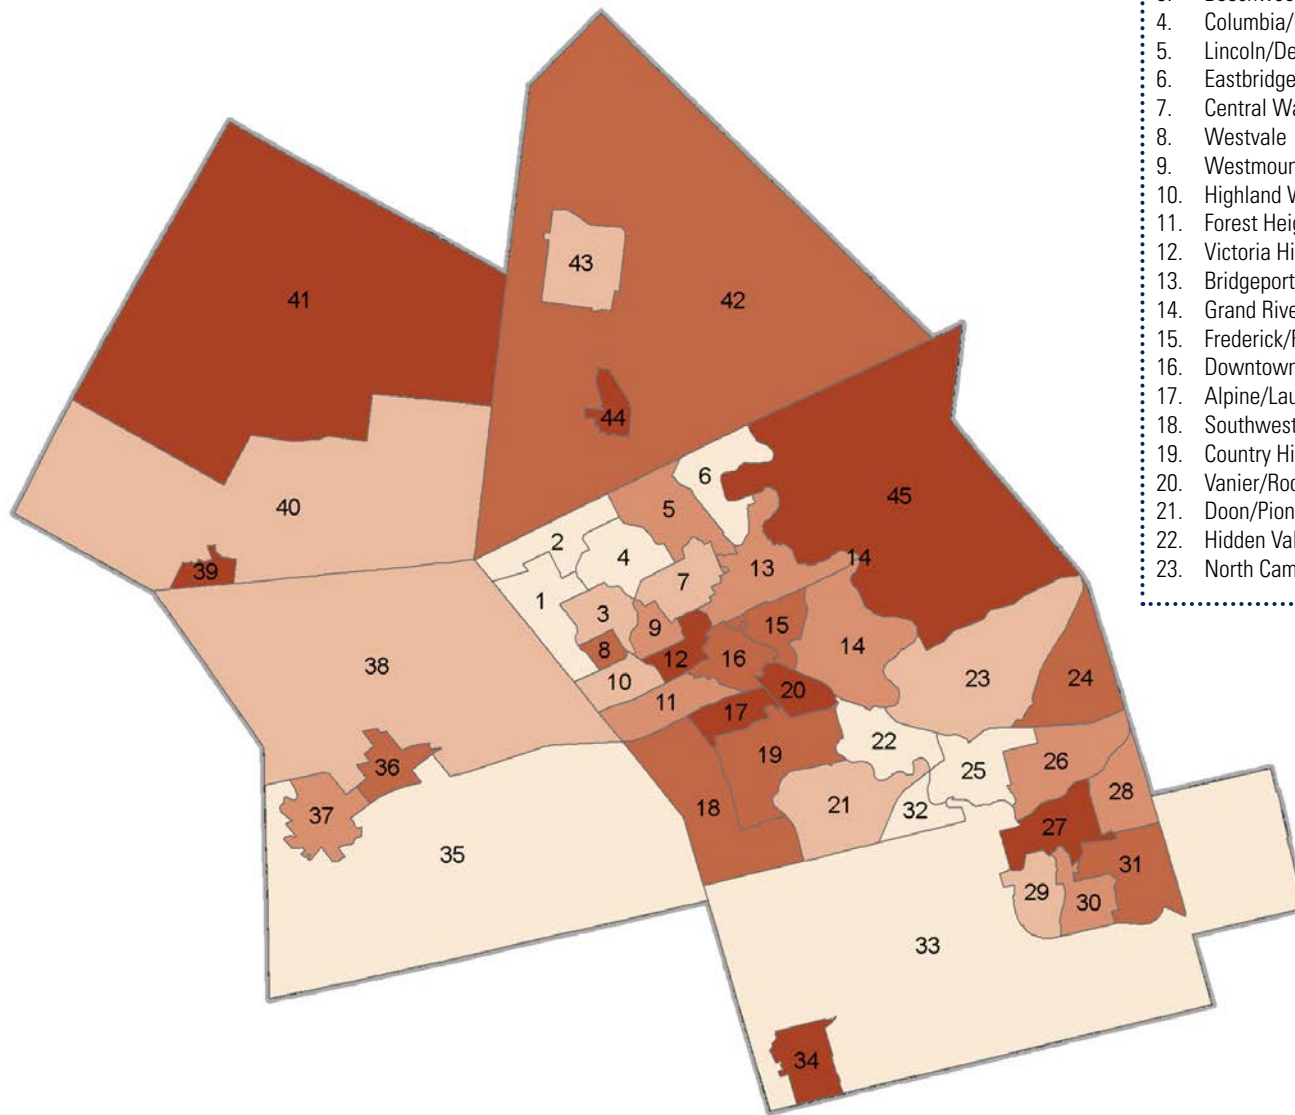 4. Columbia/
5. Lincoln/De
6. Eastbridge
7. Central Wa
8. Westvale
9. Westmoun
10. Highland V
11. Forest Heig
12. Victoria Hi
13. Bridgeport
14. Grand Rive
15. Frederick/
16. Downtown
17. Alpine/Lau
18. Southwest
19. Country Hi
20. Vanier/Roc
21. Doon/Pion
22. Hidden Val
23. North Cam
43
41
42
44
6
45
40
5
2
4
14
13
39
7
1
3
15
9
8
12
16
14
38
10
20
23
24
11
17
22
19
26
36
25
28
21
18
32
37
27
35
31
29
30
33
34